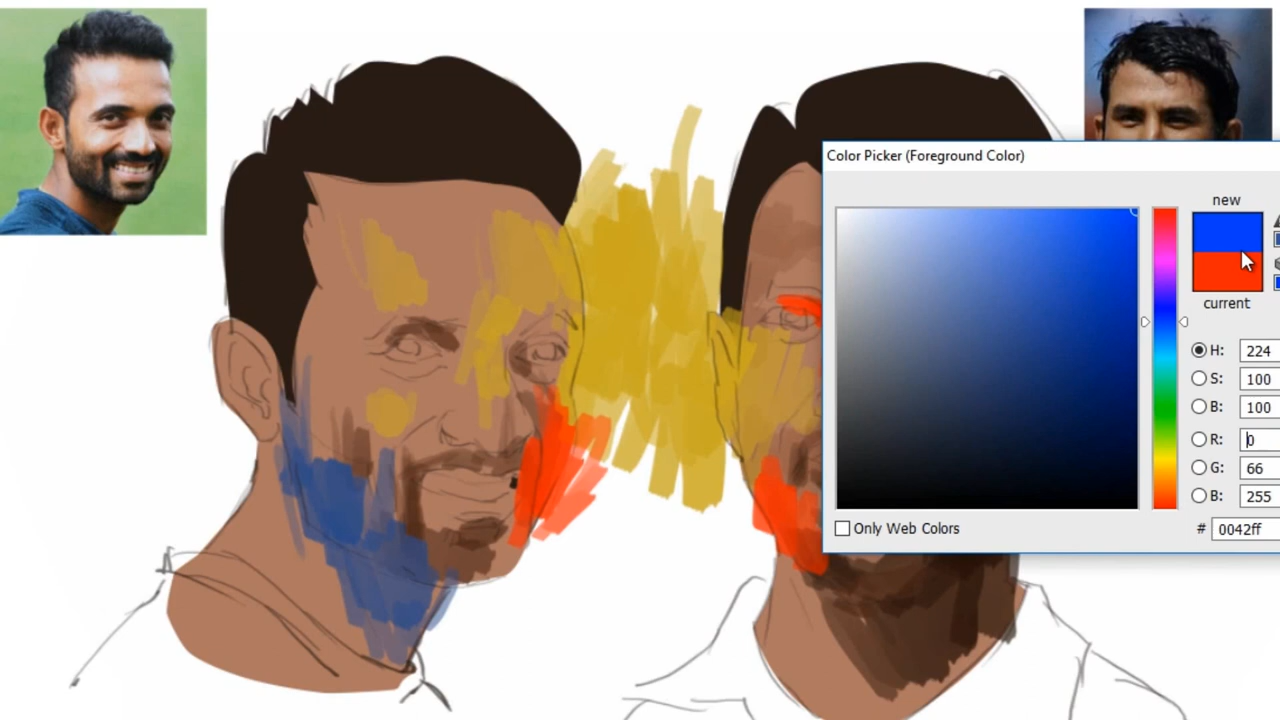 Color Picker (Foreground Color)
new
current
H: 224
S: 100
B: 100
R: 0
G: 66
B: 255
Only Web Colors
# 0042ff